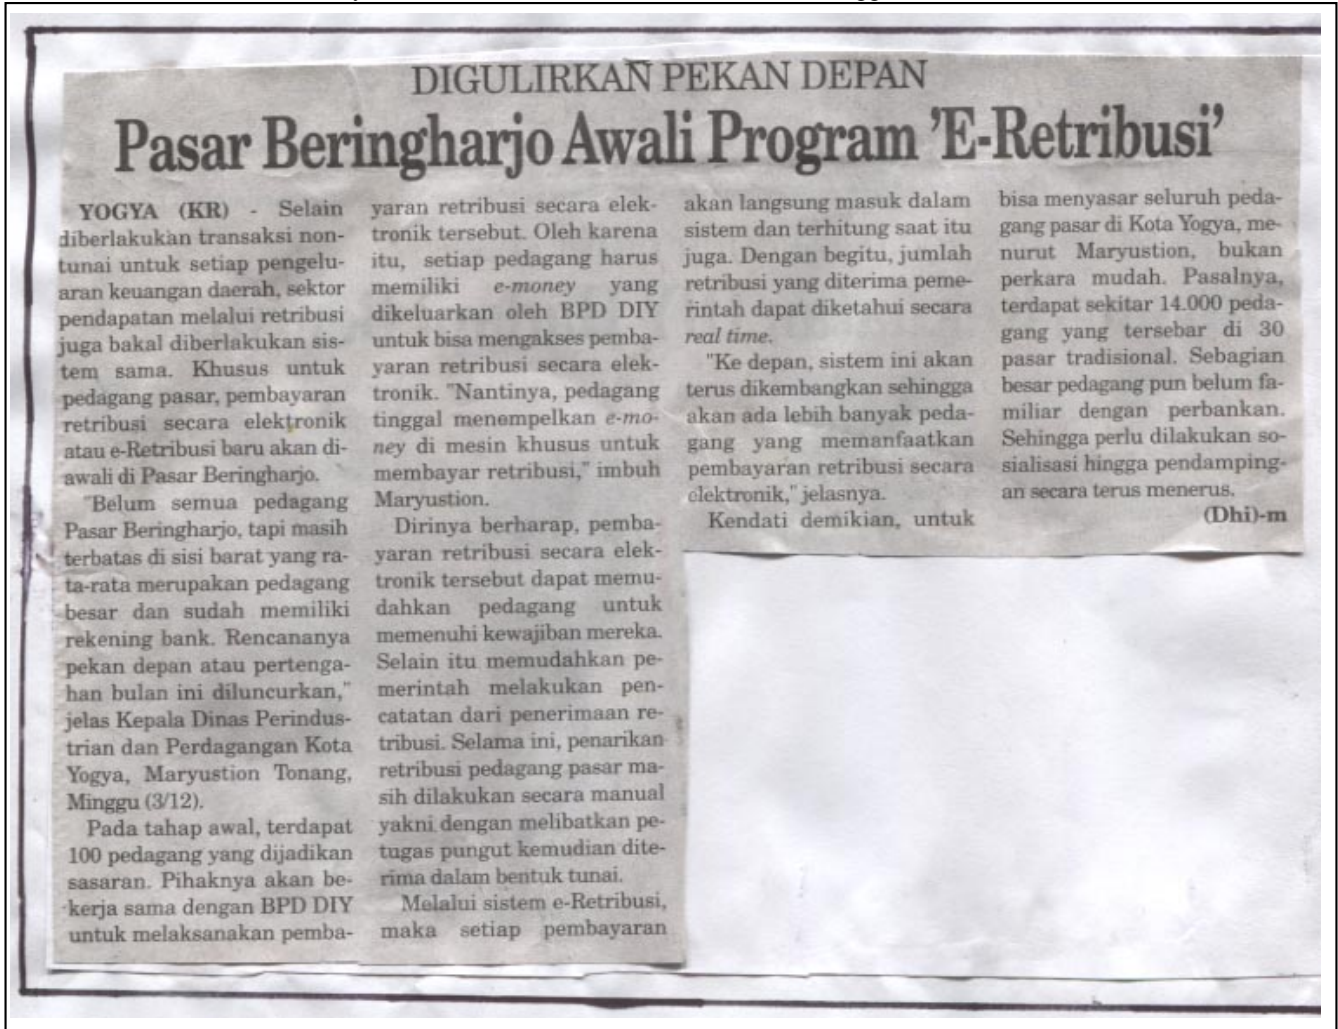 DIGULIRKAN PEKAN DEPAN
Pasar Beringharjo Awali Program 'E-Retribusi'
YOGYA (KR) - Selain
diberlakukan transaksi non-
tunai untuk setiap pengelu-
aran keuangan daerah, sektor
pendapatan melalui retribusi
juga bakal diberlakukan sis-
tem sama. Khusus untuk
pedagang pasar, pembayaran
retribusi secara elektronik
atau e-Retribusi baru akan di-
awali di Pasar Beringharjo.
"Belum semua pedagang
Pasar Beringharjo, tapi masih
terbatas di sisi barat yang ra-
ta-rata merupakan pedagang
besar dan sudah memiliki
rekening bank. Rencananya
pekan depan atau pertenga-
han bulan ini diluncurkan,"
jelas Kepala Dinas Perindus-
trian dan Perdagangan Kota
Yogya, Maryustion Tonang,
Minggu (3/12).
Pada tahap awal, terdapat
100 pedagang yang dijadikan
sasaran. Pihaknya akan be-
kerja sama dengan BPD DIY
untuk melaksanakan pemba-
yaran retribusi secara elek-
tronik tersebut. Oleh karena
itu, setiap pedagang harus
memiliki e-money yang
dikeluarkan oleh BPD DIY
untuk bisa mengakses pemba-
yaran retribusi secara elek-
tronik. "Nantinya, pedagang
tinggal menempelkan e-mo-
ney di mesin khusus untuk
membayar retribusi," imbuh
Maryustion.
Dirinya berharap, pemba-
yaran retribusi secara elek-
tronik tersebut dapat memu-
dahkan pedagang untuk
memenuhi kewajiban mereka.
Selain itu memudahkan pe-
merintah melakukan pen-
catatan dari penerimaan re-
tribusi. Selama ini, penarikan
retribusi pedagang pasar ma-
sih dilakukan secara manual
yakni dengan melibatkan pe-
tugas pungut kemudian dite-
rima dalam bentuk tunai.
Melalui sistem e-Retribusi,
maka setiap pembayaran
akan langsung masuk dalam
sistem dan terhitung saat itu
juga. Dengan begitu, jumlah
retribusi yang diterima peme-
rintah dapat diketahui secara
real time.
"Ke depan, sistem ini akan
terus dikembangkan sehingga
akan ada lebih banyak peda-
gang yang memanfaatkan
pembayaran retribusi secara
elektronik," jelasnya.
Kendati demikian, untuk
bisa menyasar seluruh peda-
gang pasar di Kota Yogya, me-
nurut Maryustion, bukan
perkara mudah. Pasalnya,
terdapat sekitar 14.000 peda-
gang yang tersebar di 30
pasar tradisional. Sebagian
besar pedagang pun belum fa-
miliar dengan perbankan.
Sehingga perlu dilakukan so-
sialisasi hingga pendamping-
an secara terus menerus.
(Dhi)-m